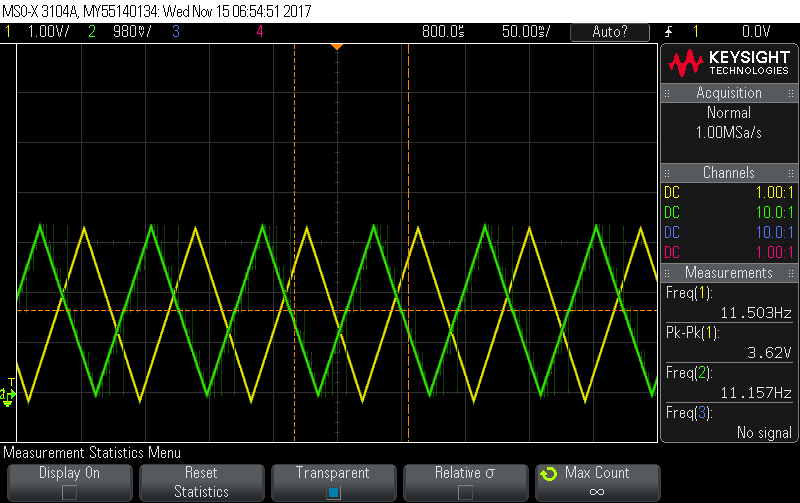 MSO-X 3104A, MY55140134: Wed Nov 15 06:54:51 2017
1 1.00V/ 2 980mV/ 3 4 800.0ms 50.00ms/ Auto? 1 0.0V
KEYSIGHT
TECHNOLOGIES
Acquisition
Normal
1.00MSa/s
Channels
DC 1.00:1
DC 10.0:1
DC 10.0:1
DC 1.00:1
Measurements
Freq(1):
11.503Hz
Pk-Pk(1):
3.62V
Freq(2):
11.157Hz
Freq(3):
No signal
T
Measurement Statistics Menu
Display On
Reset
Statistics
Transparent
Relative σ
Max Count
∞